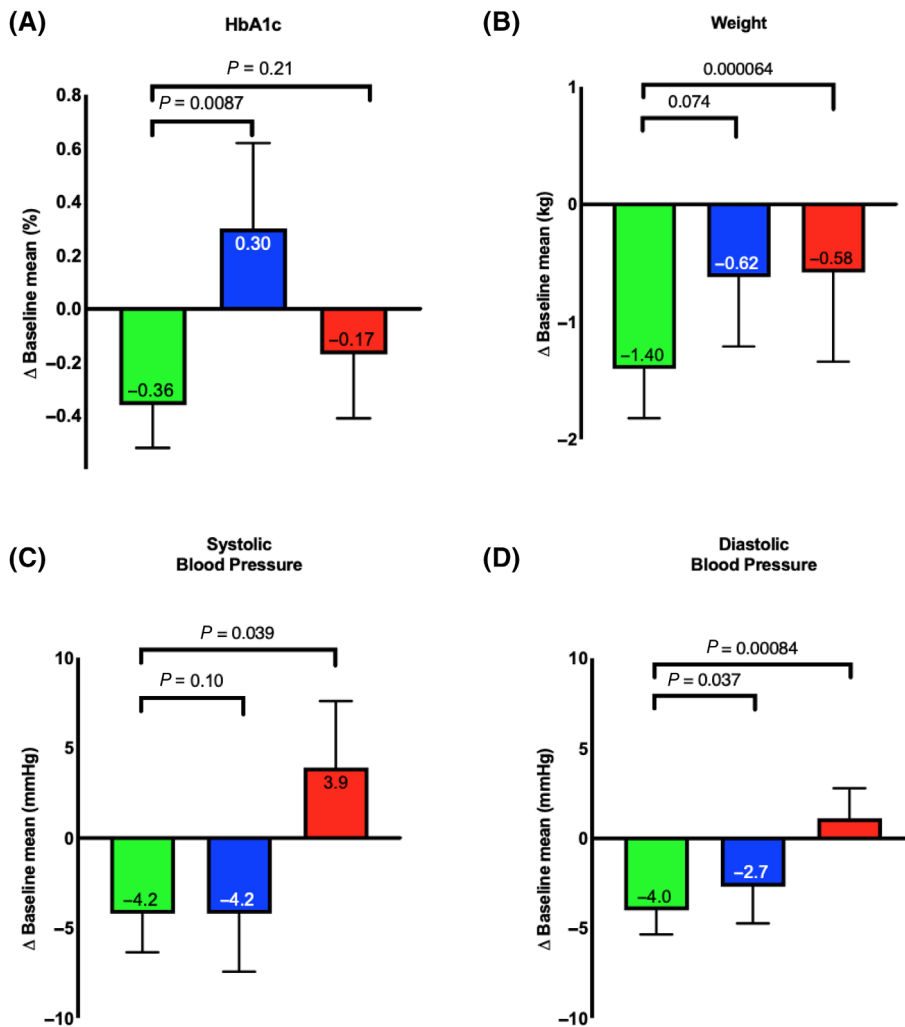 (A)
HbA1c
P = 0.21
P = 0.0087
0.8
0.6
0.4
0.2
0.0
−0.2
−0.4
Δ Baseline mean (%)
0.30
−0.17
−0.36
(B)
Weight
0.000064
0.074
1
0
−1
−2
Δ Baseline mean (kg)
−0.62
−0.58
−1.40
(C)
Systolic
Blood Pressure
P = 0.039
P = 0.10
10
5
0
−5
−10
Δ Baseline mean (mmHg)
3.9
−4.2
−4.2
(D)
Diastolic
Blood Pressure
P = 0.00084
P = 0.037
10
5
0
−5
−10
Δ Baseline mean (mmHg)
−4.0
−2.7